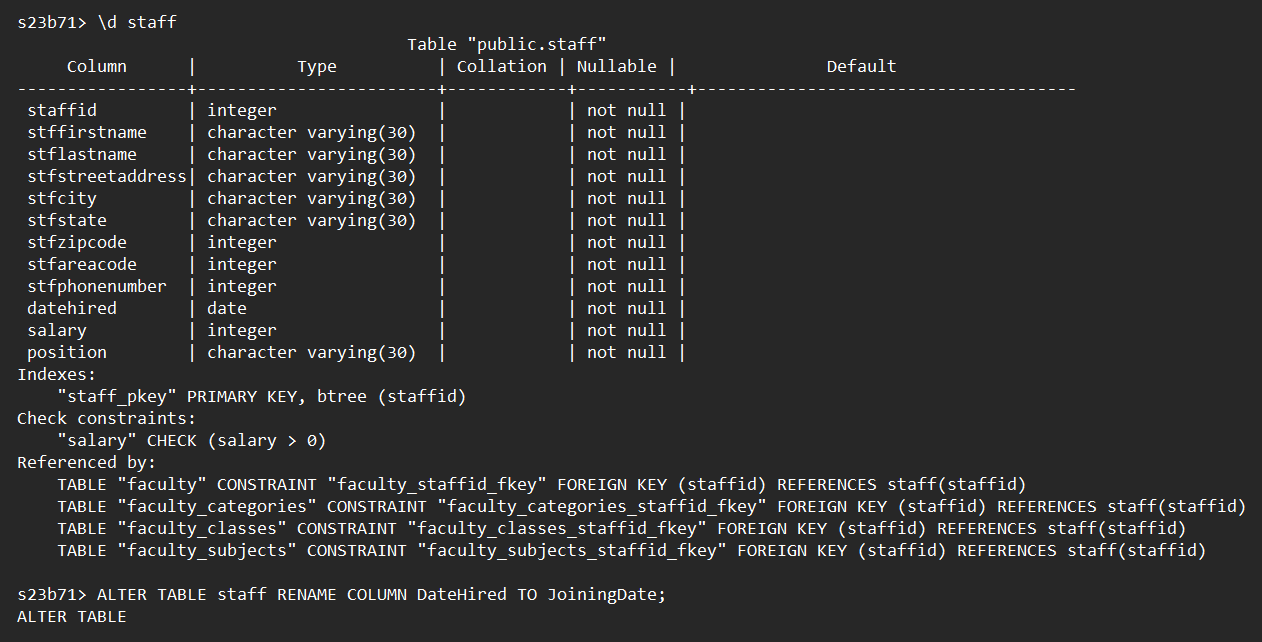 s23b71> \d staff
                                       Table "public.staff"
     Column      |          Type          | Collation | Nullable |               Default
-----------------+------------------------+------------+-----------+--------------------------------------
 staffid         | integer                |            | not null |
 stffirstname    | character varying(30)  |            | not null |
 stflastname     | character varying(30)  |            | not null |
 stfstreetaddress| character varying(30)  |            | not null |
 stfcity         | character varying(30)  |            | not null |
 stfstate        | character varying(30)  |            | not null |
 stfzipcode      | integer                |            | not null |
 stfareacode     | integer                |            | not null |
 stfphonenumber  | integer                |            | not null |
 datehired       | date                   |            | not null |
 salary          | integer                |            | not null |
 position        | character varying(30)  |            | not null |
Indexes:
    "staff_pkey" PRIMARY KEY, btree (staffid)
Check constraints:
    "salary" CHECK (salary > 0)
Referenced by:
    TABLE "faculty" CONSTRAINT "faculty_staffid_fkey" FOREIGN KEY (staffid) REFERENCES staff(staffid)
    TABLE "faculty_categories" CONSTRAINT "faculty_categories_staffid_fkey" FOREIGN KEY (staffid) REFERENCES staff(staffid)
    TABLE "faculty_classes" CONSTRAINT "faculty_classes_staffid_fkey" FOREIGN KEY (staffid) REFERENCES staff(staffid)
    TABLE "faculty_subjects" CONSTRAINT "faculty_subjects_staffid_fkey" FOREIGN KEY (staffid) REFERENCES staff(staffid)

s23b71> ALTER TABLE staff RENAME COLUMN DateHired TO JoiningDate;
ALTER TABLE